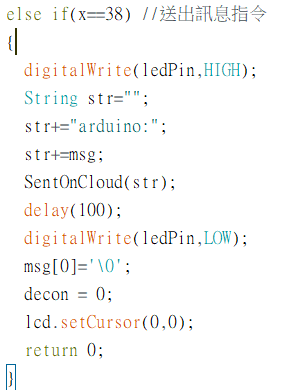 else if(x==38) //送出訊息指令
{
digitalWrite(ledPin,HIGH);
String str="";
str+="arduino:";
str+=msg;
SentOnCloud(str);
delay(100);
digitalWrite(ledPin,LOW);
msg[0]='\0';
decon = 0;
lcd.setCursor(0,0);
return 0;
}